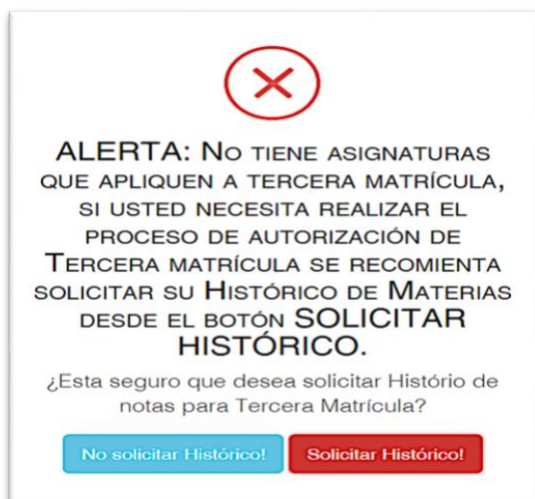 ALERTA: No tiene asignaturas
que apliquen a tercera matrícula,
si usted necesita realizar el
proceso de autorización de
Tercera matrícula se recomienta
solicitar su Histórico de Materias
desde el botón SOLICITAR
HISTÓRICO.
¿Esta seguro que desea solicitar Histório de
notas para Tercera Matrícula?
No solicitar Histórico! Solicitar Histórico!